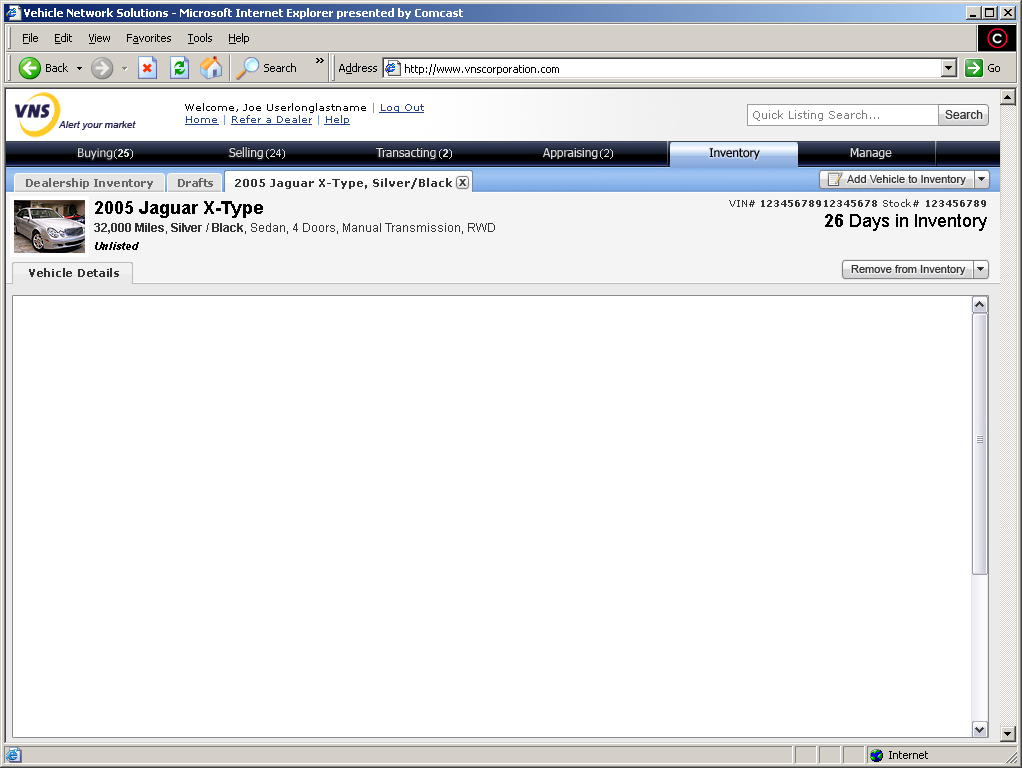 Vehicle Network Solutions - Microsoft Internet Explorer presented by Comcast
File Edit View Favorites Tools Help
Back Search » Address http://www.vnscorporation.com Go
VNS Alert your market
Welcome, Joe Userlonglastname | Log Out
Home | Refer a Dealer | Help
Quick Listing Search... Search
Buying(25) Selling(24) Transacting(2) Appraising(2) Inventory Manage
Dealership Inventory Drafts 2005 Jaguar X-Type, Silver/Black X Add Vehicle to Inventory
2005 Jaguar X-Type VIN# 12345678912345678 Stock# 123456789
32,000 Miles, Silver / Black, Sedan, 4 Doors, Manual Transmission, RWD 26 Days in Inventory
Unlisted
Vehicle Details Remove from Inventory
Internet